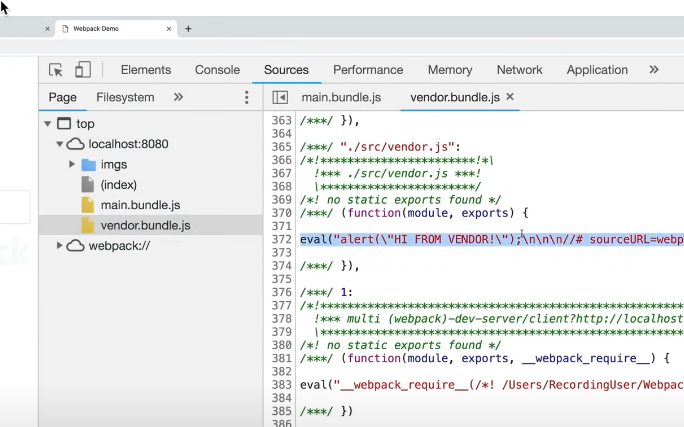 Webpack Demo
Elements Console Sources Performance Memory Network Application
Page Filesystem
main.bundle.js vendor.bundle.js
top
localhost:8080
imgs
(index)
main.bundle.js
vendor.bundle.js
webpack://
363 /***/ }),
364
365 /***/ "./src/vendor.js":
366 /*!***********************!*\
367 !*** ./src/vendor.js ***!
368 \***********************/
369 /*! no static exports found */
370 /***/ (function(module, exports) {
371
372 eval("alert(\"HI FROM VENDOR!\");\n\n\n//# sourceURL=webp
373
374 /***/ }),
375
376 /***/ 1:
377 /*!***********************************************************
378 !*** multi (webpack)-dev-server/client?http://localhost
379 \***********************************************************
380 /*! no static exports found */
381 /***/ (function(module, exports, __webpack_require__) {
382
383 eval("__webpack_require__(/*! /Users/RecordingUser/Webpac
384
385 /***/ })
386